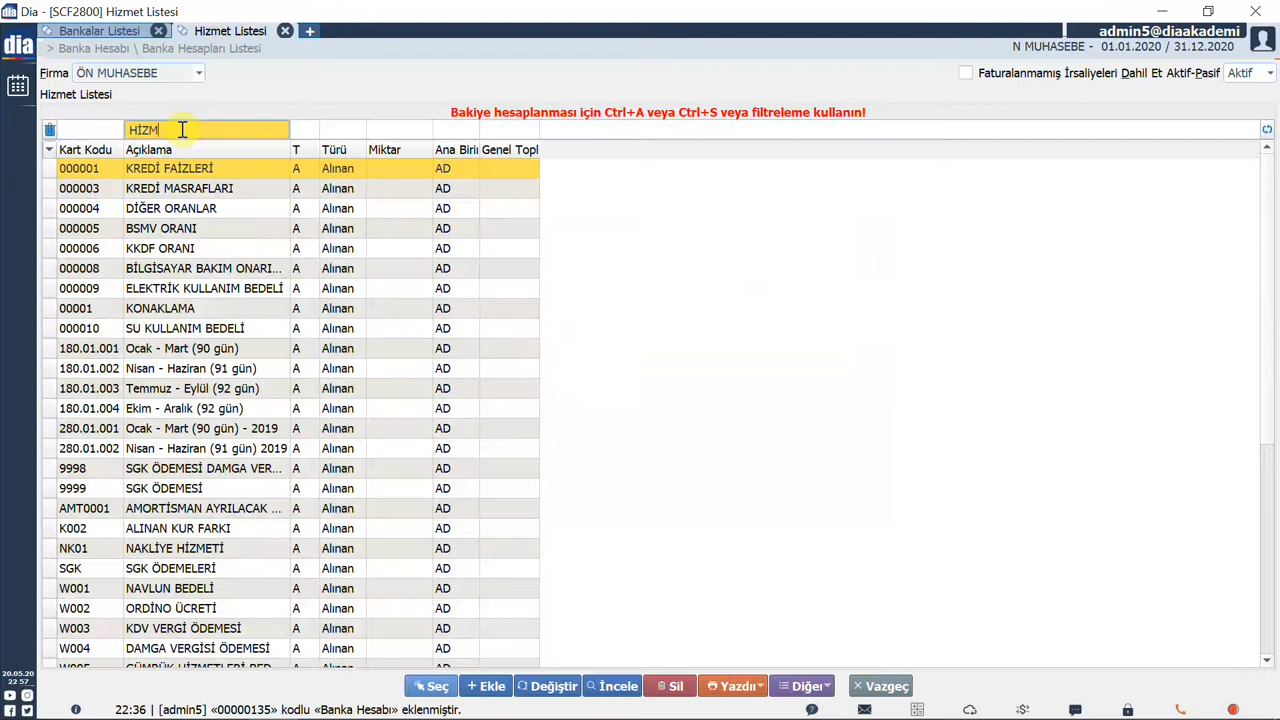 dia Dia - [SCF2800] Hizmet Listesi
dia Bankalar Listesi Hizmet Listesi admin5@diaakademi
> Banka Hesabı \ Banka Hesapları Listesi N MUHASEBE - 01.01.2020 / 31.12.2020
Firma ÖN MUHASEBE Faturalanmamış İrsaliyeleri Dahil Et Aktif-Pasif Aktif
Hizmet Listesi
Bakiye hesaplanması için Ctrl+A veya Ctrl+S veya filtreleme kullanın!
HİZM
Kart Kodu Açıklama T Türü Miktar Ana Biri Genel Topl
000001 KREDİ FAİZLERİ A Alınan AD
000003 KREDİ MASRAFLARI A Alınan AD
000004 DİĞER ORANLAR A Alınan AD
000005 BSMV ORANI A Alınan AD
000006 KKDF ORANI A Alınan AD
000008 BİLGİSAYAR BAKIM ONARI... A Alınan AD
000009 ELEKTRİK KULLANIM BEDELİ A Alınan AD
00001 KONAKLAMA A Alınan AD
000010 SU KULLANIM BEDELİ A Alınan AD
180.01.001 Ocak - Mart (90 gün) A Alınan AD
180.01.002 Nisan - Haziran (91 gün) A Alınan AD
180.01.003 Temmuz - Eylül (92 gün) A Alınan AD
180.01.004 Ekim - Aralık (92 gün) A Alınan AD
280.01.001 Ocak - Mart (90 gün) - 2019 A Alınan AD
280.01.002 Nisan - Haziran (91 gün) 2019 A Alınan AD
9998 SGK ÖDEMESİ DAMGA VER... A Alınan AD
9999 SGK ÖDEMESİ A Alınan AD
AMT0001 AMORTİSMAN AYRILACAK ... A Alınan AD
K002 ALINAN KUR FARKI A Alınan AD
NK01 NAKLİYE HİZMETİ A Alınan AD
SGK SGK ÖDEMELERİ A Alınan AD
W001 NAVLUN BEDELİ A Alınan AD
W002 ORDİNO ÜCRETİ A Alınan AD
W003 KDV VERGİ ÖDEMESİ A Alınan AD
W004 DAMGA VERGİSİ ÖDEMESİ A Alınan AD
20.05.20
22:57
Seç Ekle Değiştir İncele Sil Yazdır Diğer Vazgeç
22:36 | [admin5] «00000135» kodlu «Banka Hesabı» eklenmiştir.